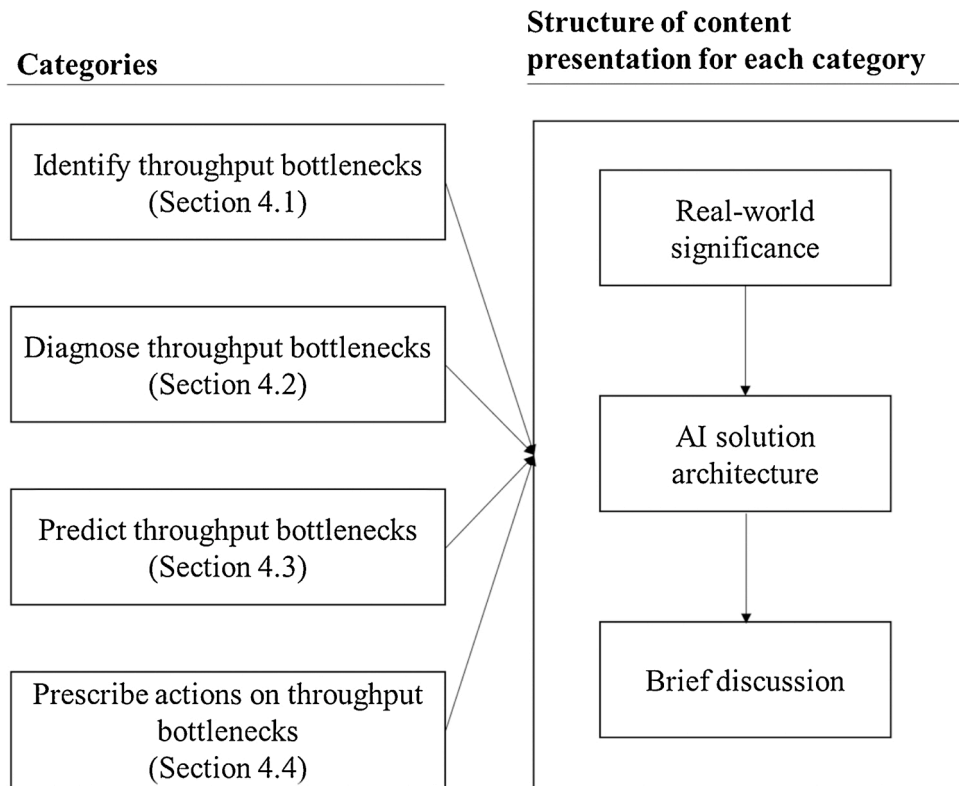 Categories
Identify throughput bottlenecks
(Section 4.1)
Diagnose throughput bottlenecks
(Section 4.2)
Predict throughput bottlenecks
(Section 4.3)
Prescribe actions on throughput
bottlenecks
(Section 4.4)
Structure of content
presentation for each category
Real-world
significance
AI solution
architecture
Brief discussion